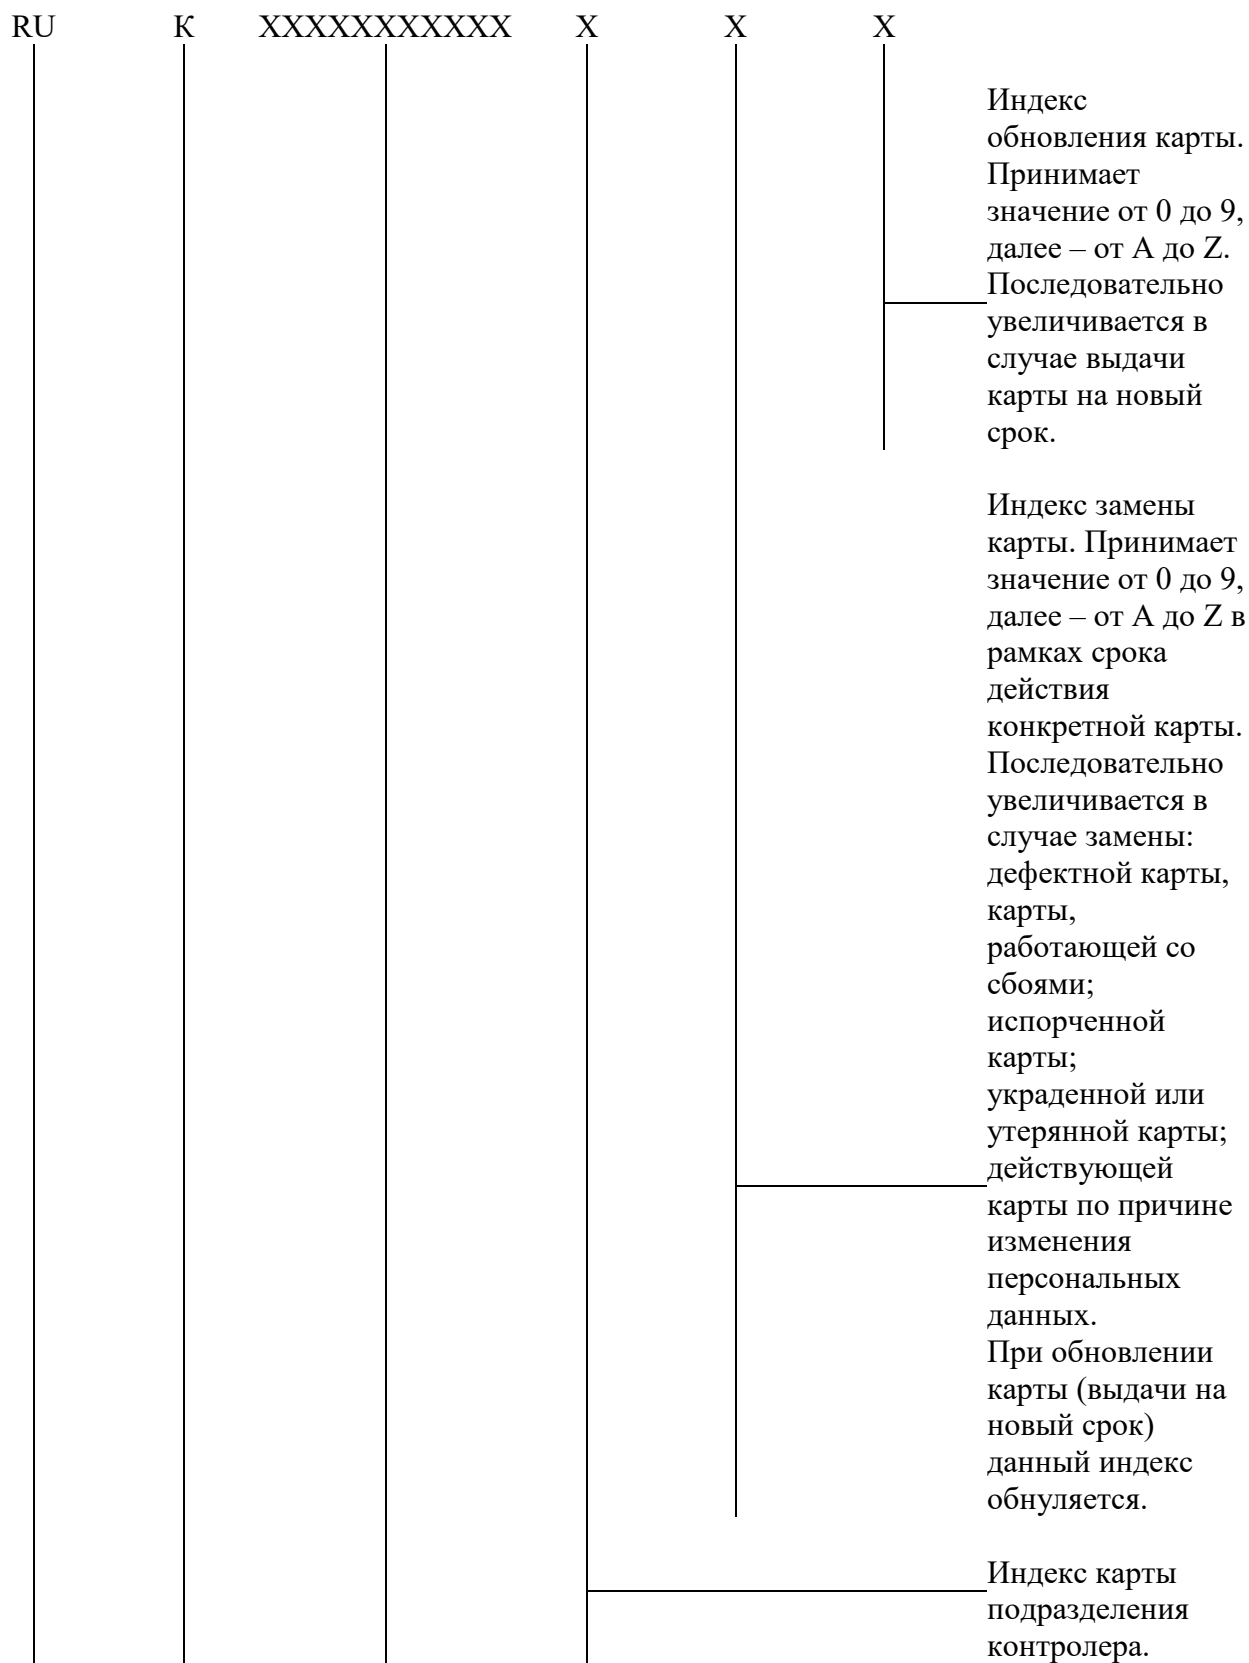 RU К XXXXXXXXXXX X X X
Индекс
обновления карты.
Принимает
значение от 0 до 9,
далее – от A до Z.
Последовательно
увеличивается в
случае выдачи
карты на новый
срок.
Индекс замены
карты. Принимает
значение от 0 до 9,
далее – от A до Z в
рамках срока
действия
конкретной карты.
Последовательно
увеличивается в
случае замены:
дефектной карты,
карты,
работающей со
сбоями;
испорченной
карты;
украденной или
утерянной карты;
действующей
карты по причине
изменения
персональных
данных.
При обновлении
карты (выдачи на
новый срок)
данный индекс
обнуляется.
Индекс карты
подразделения
контролера.